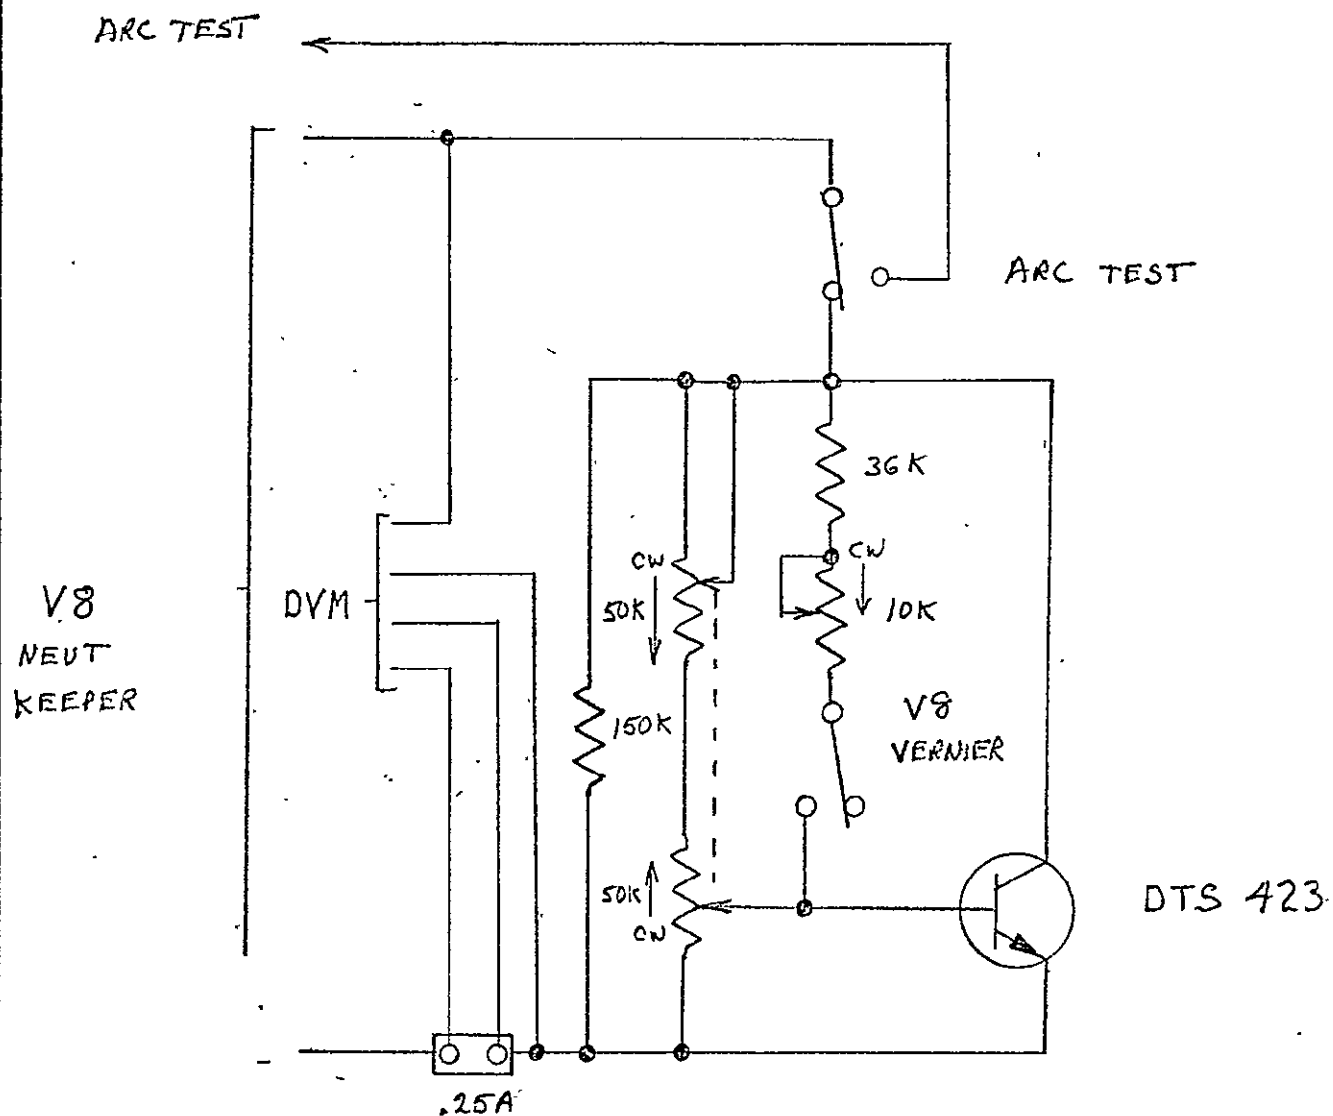 ARC TEST
ARC TEST
36K
CW
CW
50K
10K
V8
NEUT
KEEPER
DVM
150K
V8
VERNIER
50K
CW
DTS 423
.25A